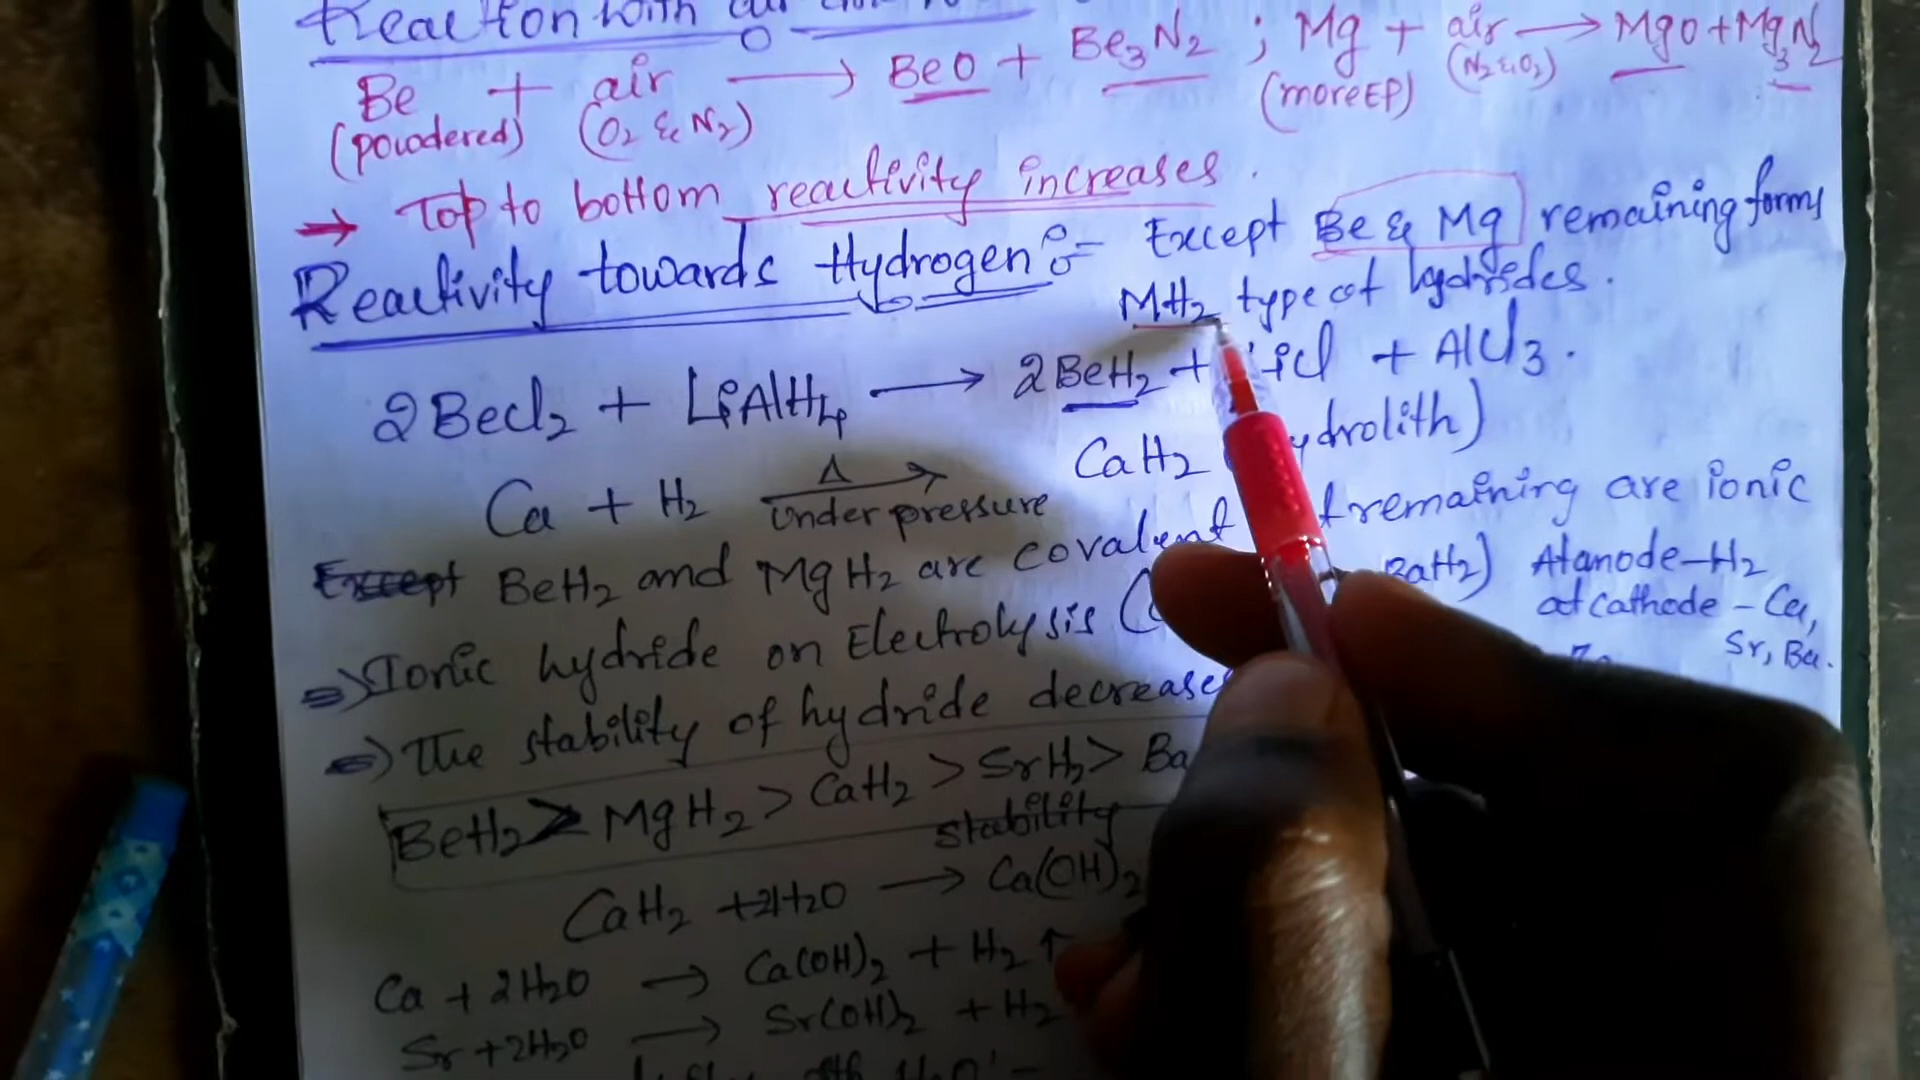 Reaction with air
Be + air → BeO + Be3N2 ; Mg + air → MgO + Mg3N2
(powdered) (O2 & N2) (more EP) (N2 & O2)
→ Top to bottom reactivity increases.
Reactivity towards Hydrogen :- Except Be & Mg remaining forms
MH2 type of hydrides.
2BeCl2 + LiAlH4 → 2BeH2 + iCl + AlCl3.
Ca + H2 Δ under pressure → CaH2 ydrolith)
Except BeH2 and MgH2 are covalent remaining are ionic
⇒ Ionic hydride on Electrolysis ( BaH2) At anode - H2
at cathode - Ca,
Sr, Ba.
⇒ The stability of hydride decreases
BeH2 > MgH2 > CaH2 > SrH2 > Ba
stability
CaH2 + 2H2O → Ca(OH)2
Ca + 2H2O → Ca(OH)2 + H2 ↑
Sr + 2H2O → Sr(OH)2 + H2